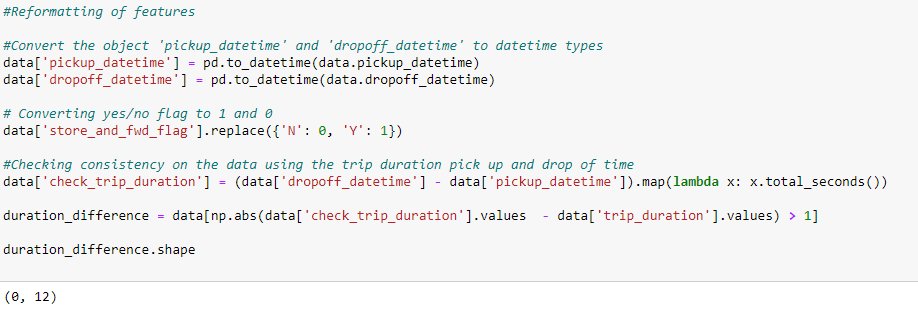 #Reformatting of features
#Convert the object 'pickup_datetime' and 'dropoff_datetime' to datetime types
data['pickup_datetime'] = pd.to_datetime(data.pickup_datetime)
data['dropoff_datetime'] = pd.to_datetime(data.dropoff_datetime)
# Converting yes/no flag to 1 and 0
data['store_and_fwd_flag'].replace({'N': 0, 'Y': 1})
#Checking consistency on the data using the trip duration pick up and drop of time
data['check_trip_duration'] = (data['dropoff_datetime'] - data['pickup_datetime']).map(lambda x: x.total_seconds())
duration_difference = data[np.abs(data['check_trip_duration'].values  - data['trip_duration'].values) > 1]
duration_difference.shape
(0, 12)